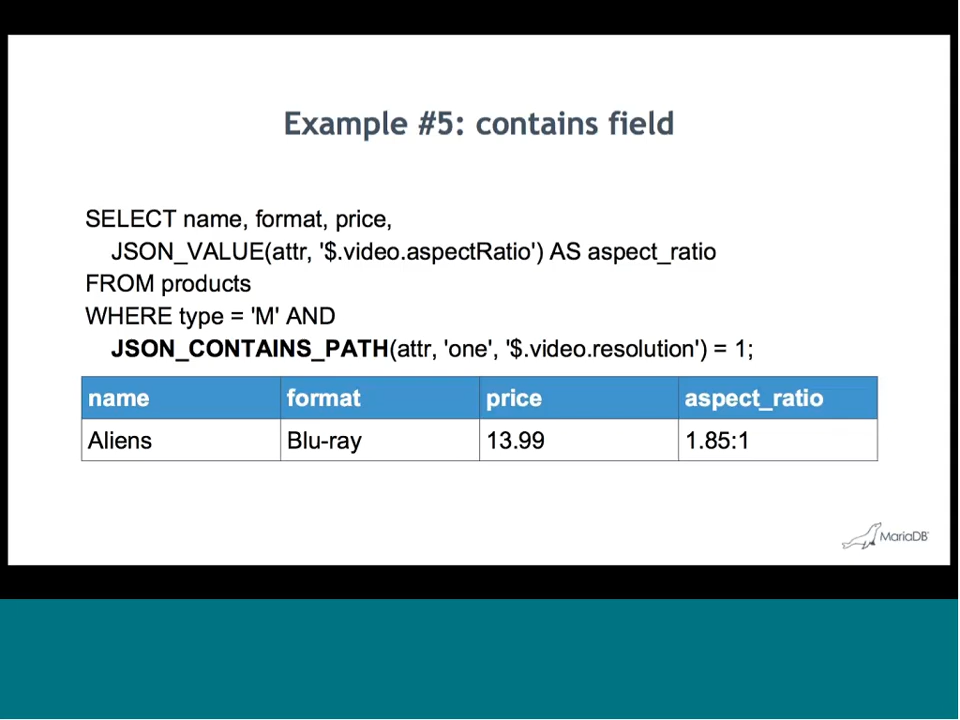 Example #5: contains field
SELECT name, format, price,
JSON_VALUE(attr, '$.video.aspectRatio') AS aspect_ratio
FROM products
WHERE type = 'M' AND
JSON_CONTAINS_PATH(attr, 'one', '$.video.resolution') = 1;
name format price aspect_ratio
Aliens Blu-ray 13.99 1.85:1
MariaDB